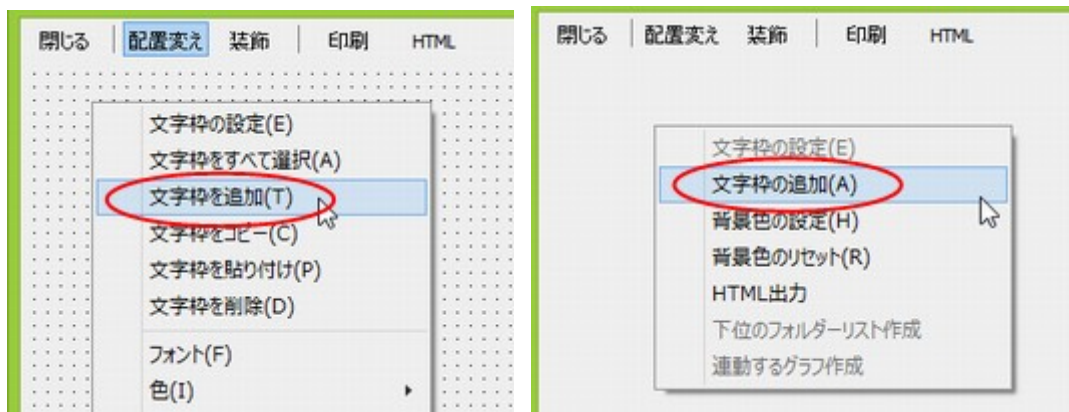 閉じる 配置変え 装飾 印刷 HTML
文字枠の設定(E)
文字枠をすべて選択(A)
文字枠を追加(T)
文字枠をコピー(C)
文字枠を貼り付け(P)
文字枠を削除(D)
フォント(F)
色(I)
閉じる 配置変え 装飾 印刷 HTML
文字枠の設定(E)
文字枠の追加(A)
背景色の設定(H)
背景色のリセット(R)
HTML出力
下位のフォルダーリスト作成
連動するグラフ作成